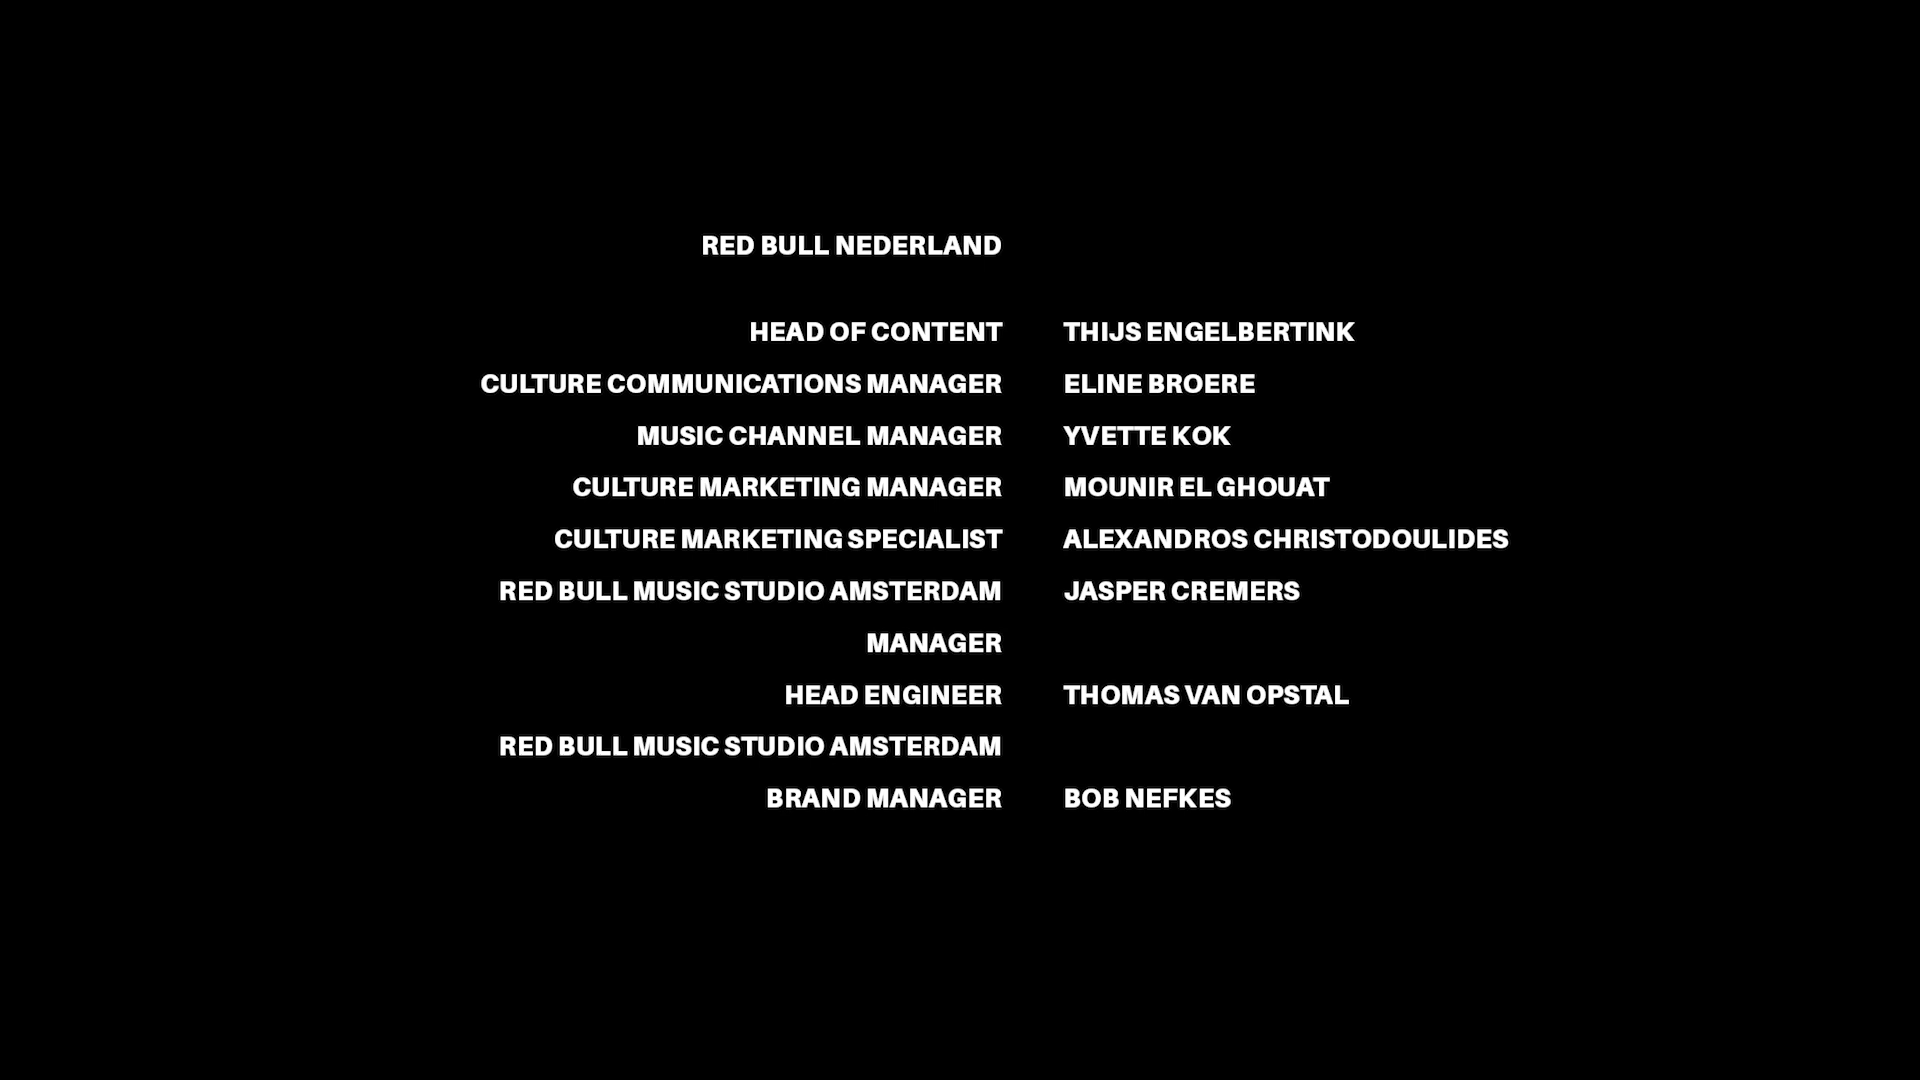 RED BULL NEDERLAND
HEAD OF CONTENT THIJS ENGELBERTINK
CULTURE COMMUNICATIONS MANAGER ELINE BROERE
MUSIC CHANNEL MANAGER YVETTE KOK
CULTURE MARKETING MANAGER MOUNIR EL GHOUAT
CULTURE MARKETING SPECIALIST ALEXANDROS CHRISTODOULIDES
RED BULL MUSIC STUDIO AMSTERDAM JASPER CREMERS
MANAGER
HEAD ENGINEER THOMAS VAN OPSTAL
RED BULL MUSIC STUDIO AMSTERDAM
BRAND MANAGER BOB NEFKES